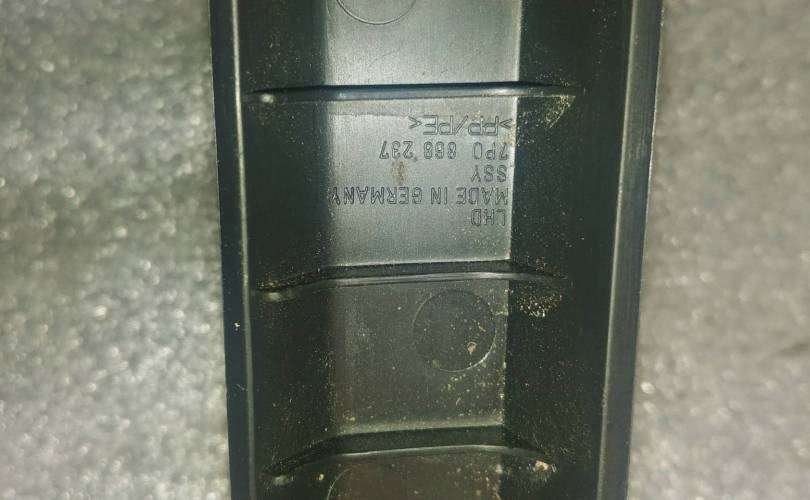 LHD
MADE IN GERMANY
SSY
7P0 868 237
>PP/PE<